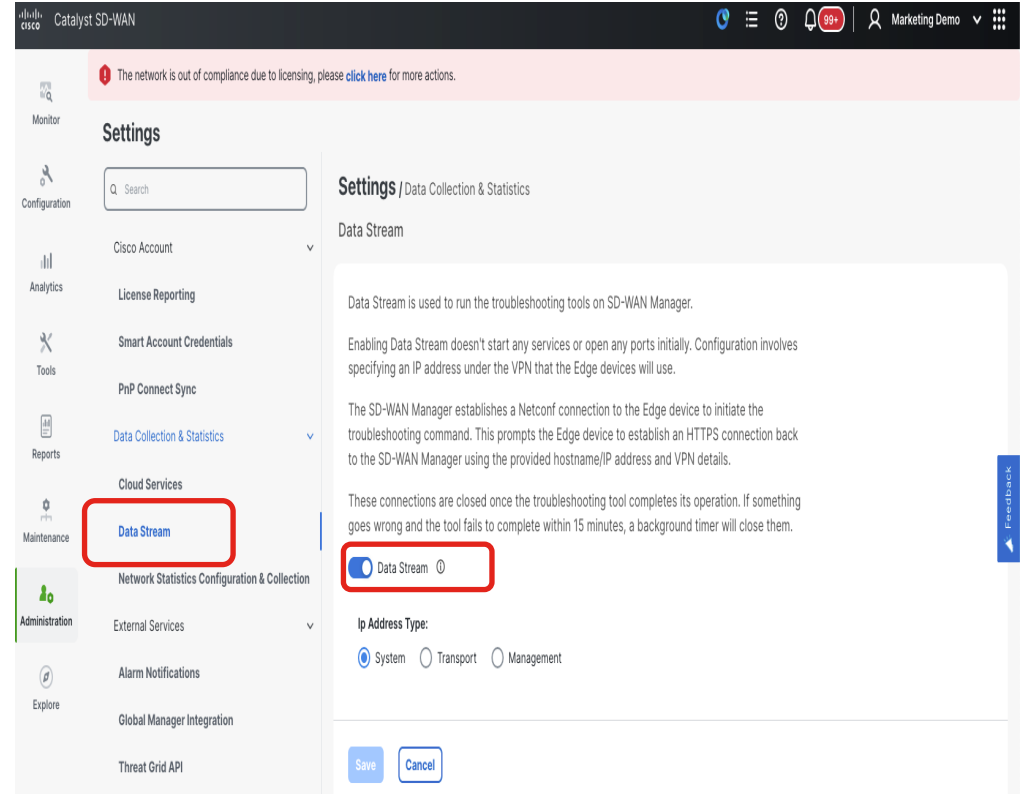 cisco Catalyst SD-WAN
99+
Marketing Demo
The network is out of compliance due to licensing, please click here for more actions.
Monitor
Configuration
Analytics
Tools
Reports
Maintenance
Administration
Explore
Settings
Search
Cisco Account
License Reporting
Smart Account Credentials
PnP Connect Sync
Data Collection & Statistics
Cloud Services
Data Stream
Network Statistics Configuration & Collection
External Services
Alarm Notifications
Global Manager Integration
Threat Grid API
Settings / Data Collection & Statistics
Data Stream
Data Stream is used to run the troubleshooting tools on SD-WAN Manager.
Enabling Data Stream doesn't start any services or open any ports initially. Configuration involves
specifying an IP address under the VPN that the Edge devices will use.
The SD-WAN Manager establishes a Netconf connection to the Edge device to initiate the
troubleshooting command. This prompts the Edge device to establish an HTTPS connection back
to the SD-WAN Manager using the provided hostname/IP address and VPN details.
These connections are closed once the troubleshooting tool completes its operation. If something
goes wrong and the tool fails to complete within 15 minutes, a background timer will close them.
Data Stream
Ip Address Type:
System Transport Management
Save Cancel
Feedback